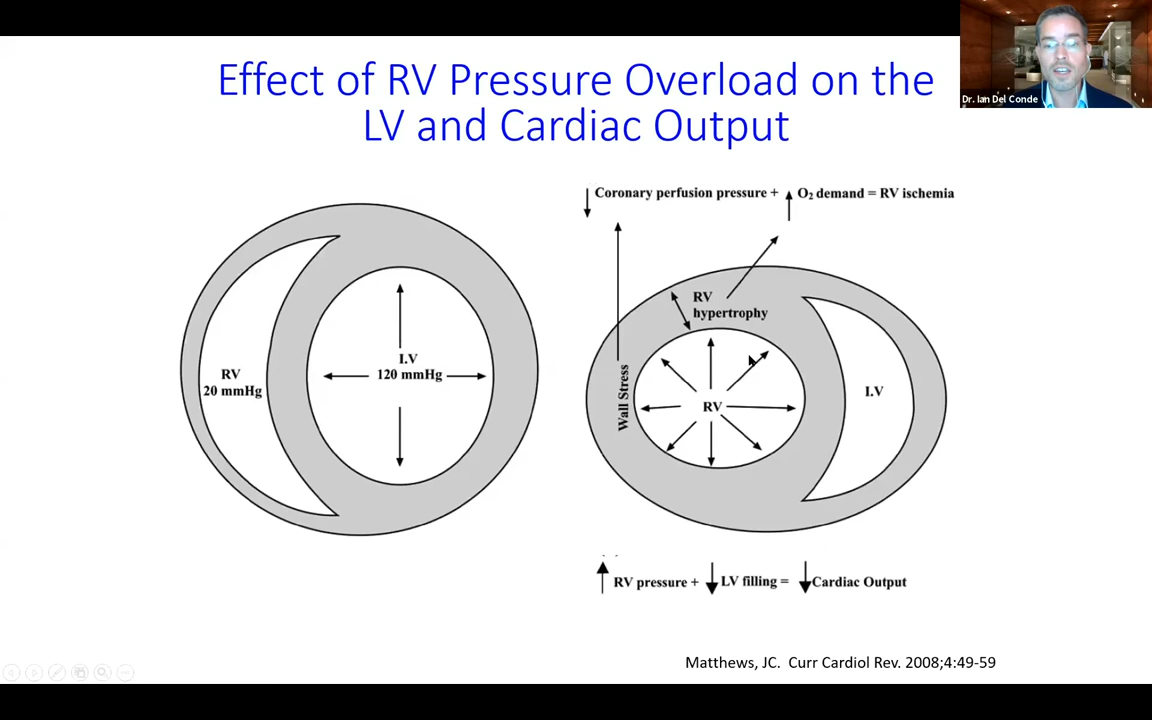 Dr. Ian Del Conde
Effect of RV Pressure Overload on the
LV and Cardiac Output
↓ Coronary perfusion pressure + ↑ O₂ demand = RV ischemia
RV
20 mmHg
I.V
120 mmHg
RV
hypertrophy
Wall Stress
RV
I.V
↑ RV pressure + ↓ LV filling = ↓ Cardiac Output
Matthews, JC. Curr Cardiol Rev. 2008;4:49-59